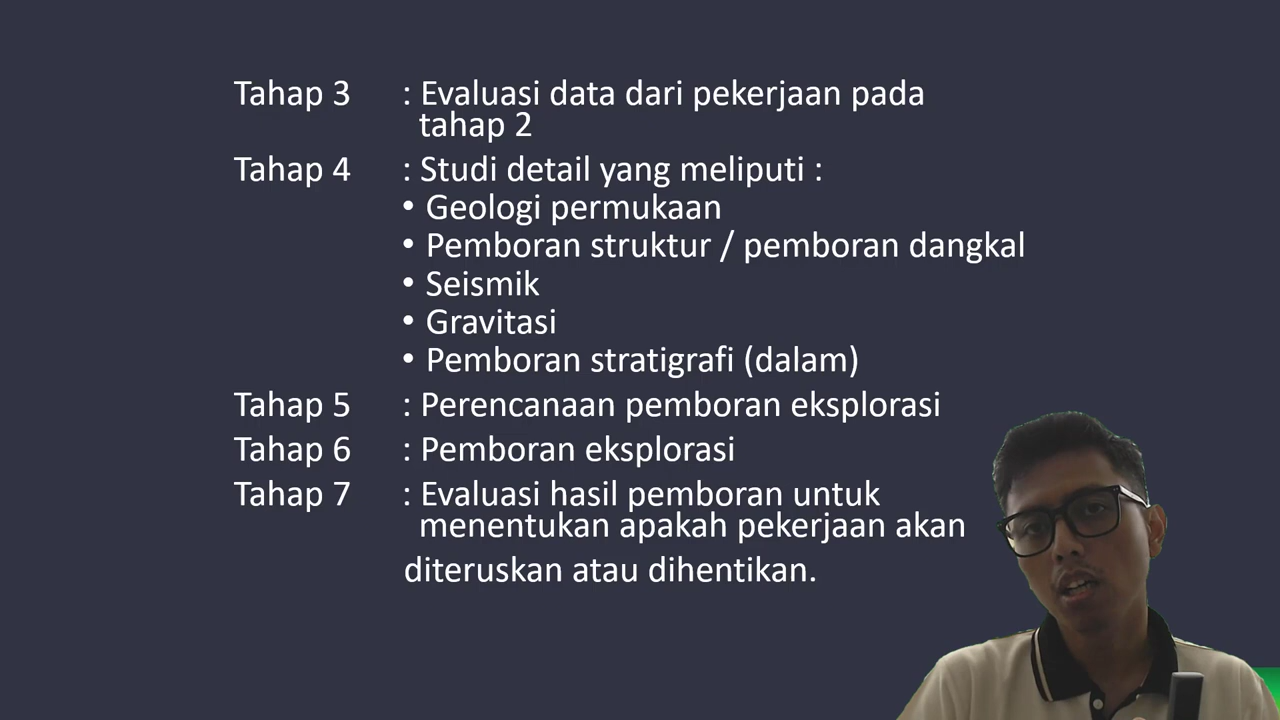 Tahap 3 : Evaluasi data dari pekerjaan pada
tahap 2
Tahap 4 : Studi detail yang meliputi :
• Geologi permukaan
• Pemboran struktur / pemboran dangkal
• Seismik
• Gravitasi
• Pemboran stratigrafi (dalam)
Tahap 5 : Perencanaan pemboran eksplorasi
Tahap 6 : Pemboran eksplorasi
Tahap 7 : Evaluasi hasil pemboran untuk
menentukan apakah pekerjaan akan
diteruskan atau dihentikan.